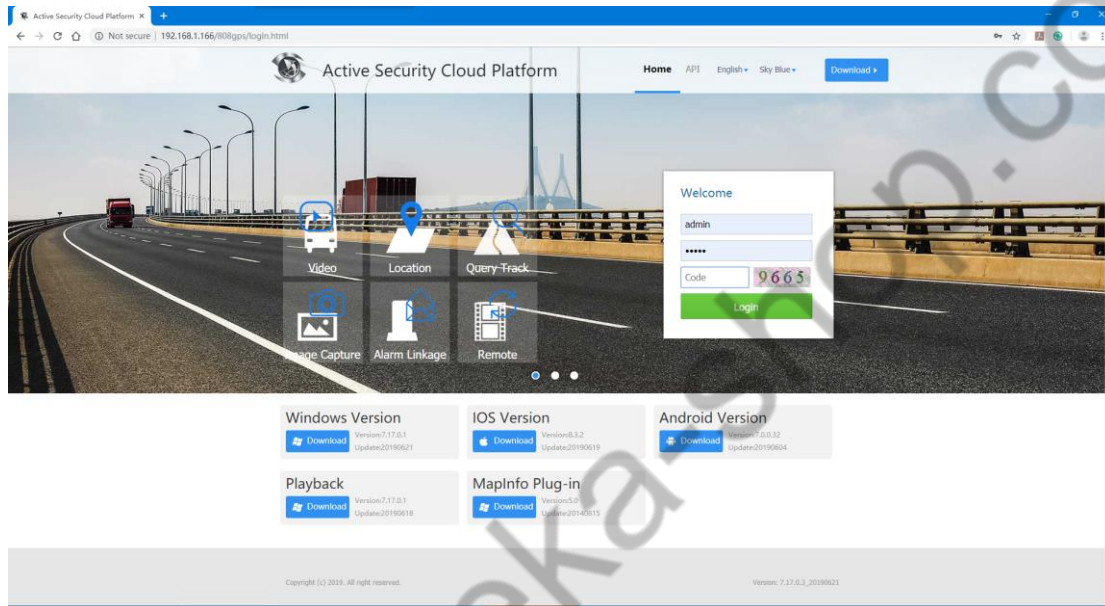 Active Security Cloud Platform
Not secure | 192.168.1.166/808gps/login.html
Active Security Cloud Platform
Home API English Sky Blue Download
Welcome
admin
Code 9665
Login
Video Location Query Track
Image Capture Alarm Linkage Remote
Windows Version IOS Version Android Version
Download Version:7.17.0.1 Download Version:8.3.2 Download Version:7.0.0.32
Update:20190621 Update:20190619 Update:20190604
Playback MapInfo Plug-in
Download Version:7.17.0.1 Download Version:5.0
Update:20190618 Update:20140815
Copyright (c) 2019. All right reserved. Version: 7.17.0.3_20190621
eka-shop.co